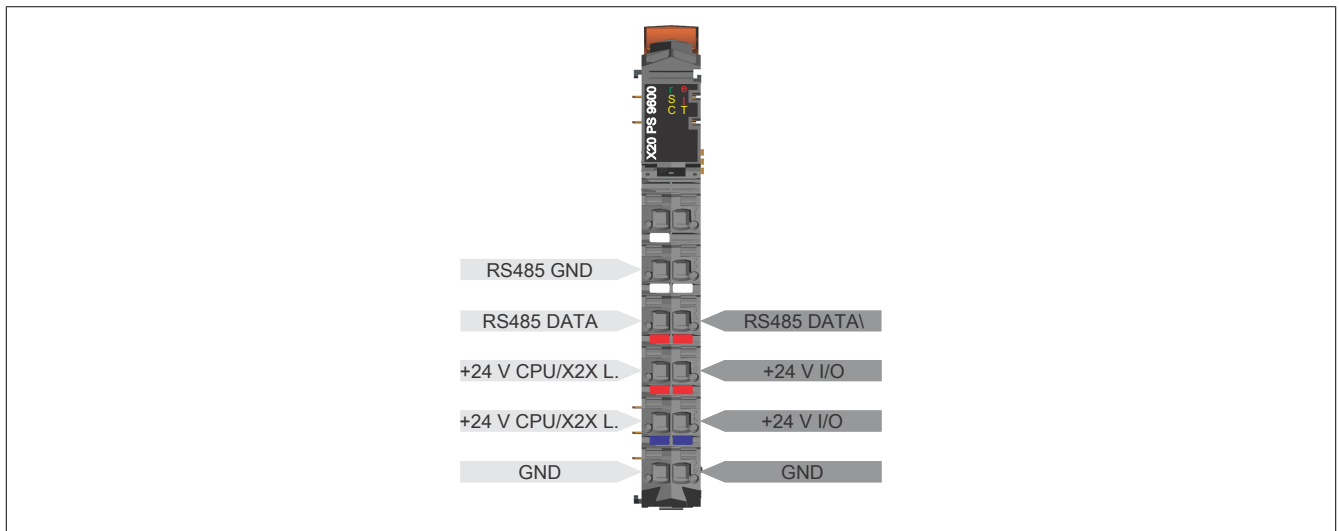 X20 PS 9600
r e
S I
C T
RS485 GND
RS485 DATA RS485 DATA\
+24 V CPU/X2X L. +24 V I/O
+24 V CPU/X2X L. +24 V I/O
GND GND